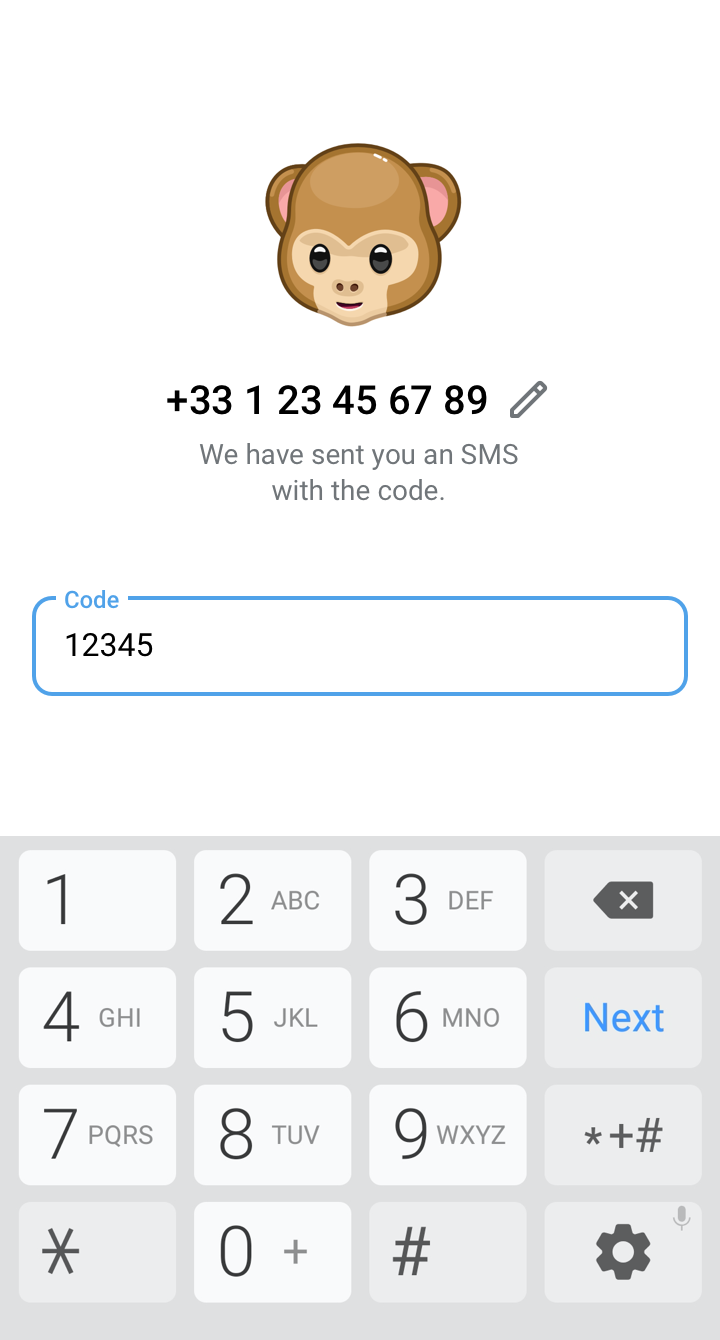 +33 1 23 45 67 89
We have sent you an SMS
with the code.
Code
12345
1 2 ABC 3 DEF
4 GHI 5 JKL 6 MNO Next
7 PQRS 8 TUV 9 WXYZ *+#
* 0 + #